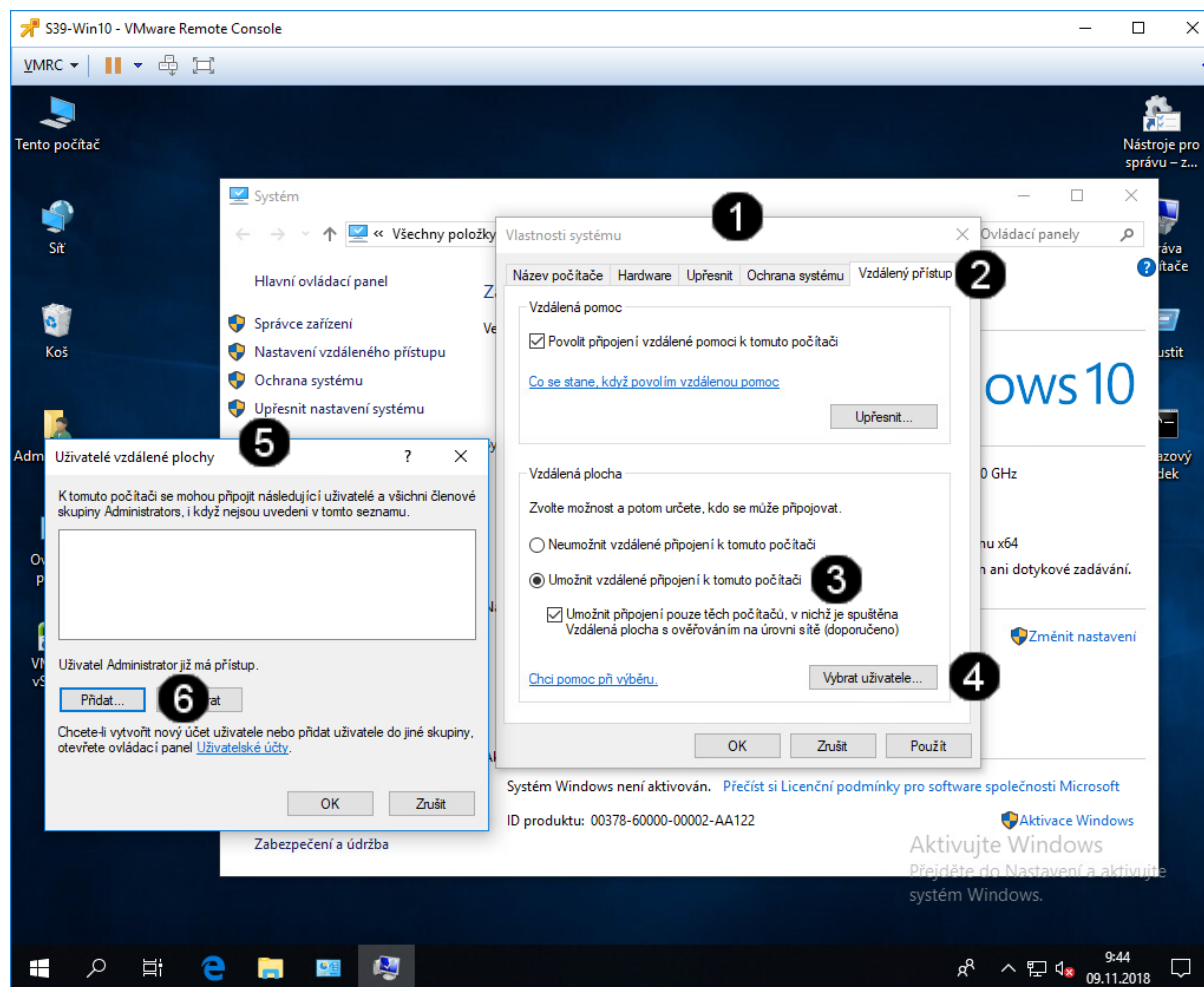 S39-Win10 - VMware Remote Console
VMRC
Tento počítač
Nástroje pro
správu – z...
Síť
Koš
Systém
Všechny položky
Ovládací panely
Hlavní ovládací panel
Správce zařízení
Nastavení vzdáleného přístupu
Ochrana systému
Upřesnit nastavení systému
1
Vlastnosti systému
Název počítače
Hardware
Upřesnit
Ochrana systému
Vzdálený přístup
2
Vzdálená pomoc
Povolit připojení vzdálené pomoci k tomuto počítači
Co se stane, když povolím vzdálenou pomoc
Upřesnit...
ows 10
0 GHz
Vzdálená plocha
Zvolte možnost a potom určete, kdo se může připojovat.
Neumožnit vzdálené připojení k tomuto počítači
Umožnit vzdálené připojení k tomuto počítači
3
Umožnit připojení pouze těch počítačů, v nichž je spuštěna
Vzdálená plocha s ověřováním na úrovni sítě (doporučeno)
Chci pomoc při výběru.
Vybrat uživatele...
4
OK
Zrušit
Použít
x64
ani dotykové zadávání.
Změnit nastavení
5
Uživatelé vzdálené plochy
?
K tomuto počítači se mohou připojit následující uživatelé a všichni členové
skupiny Administrators, i když nejsou uvedeni v tomto seznamu.
Uživatel Administrator již má přístup.
Přidat...
6
Chcete-li vytvořit nový účet uživatele nebo přidat uživatele do jiné skupiny,
otevřete ovládací panel Uživatelské účty.
OK
Zrušit
Systém Windows není aktivován. Přečíst si Licenční podmínky pro software společnosti Microsoft
ID produktu: 00378-60000-00002-AA122
Aktivace Windows
Zabezpečení a údržba
Aktivujte Windows
Přejděte do Nastavení a aktivujte
systém Windows.
9:44
09.11.2018